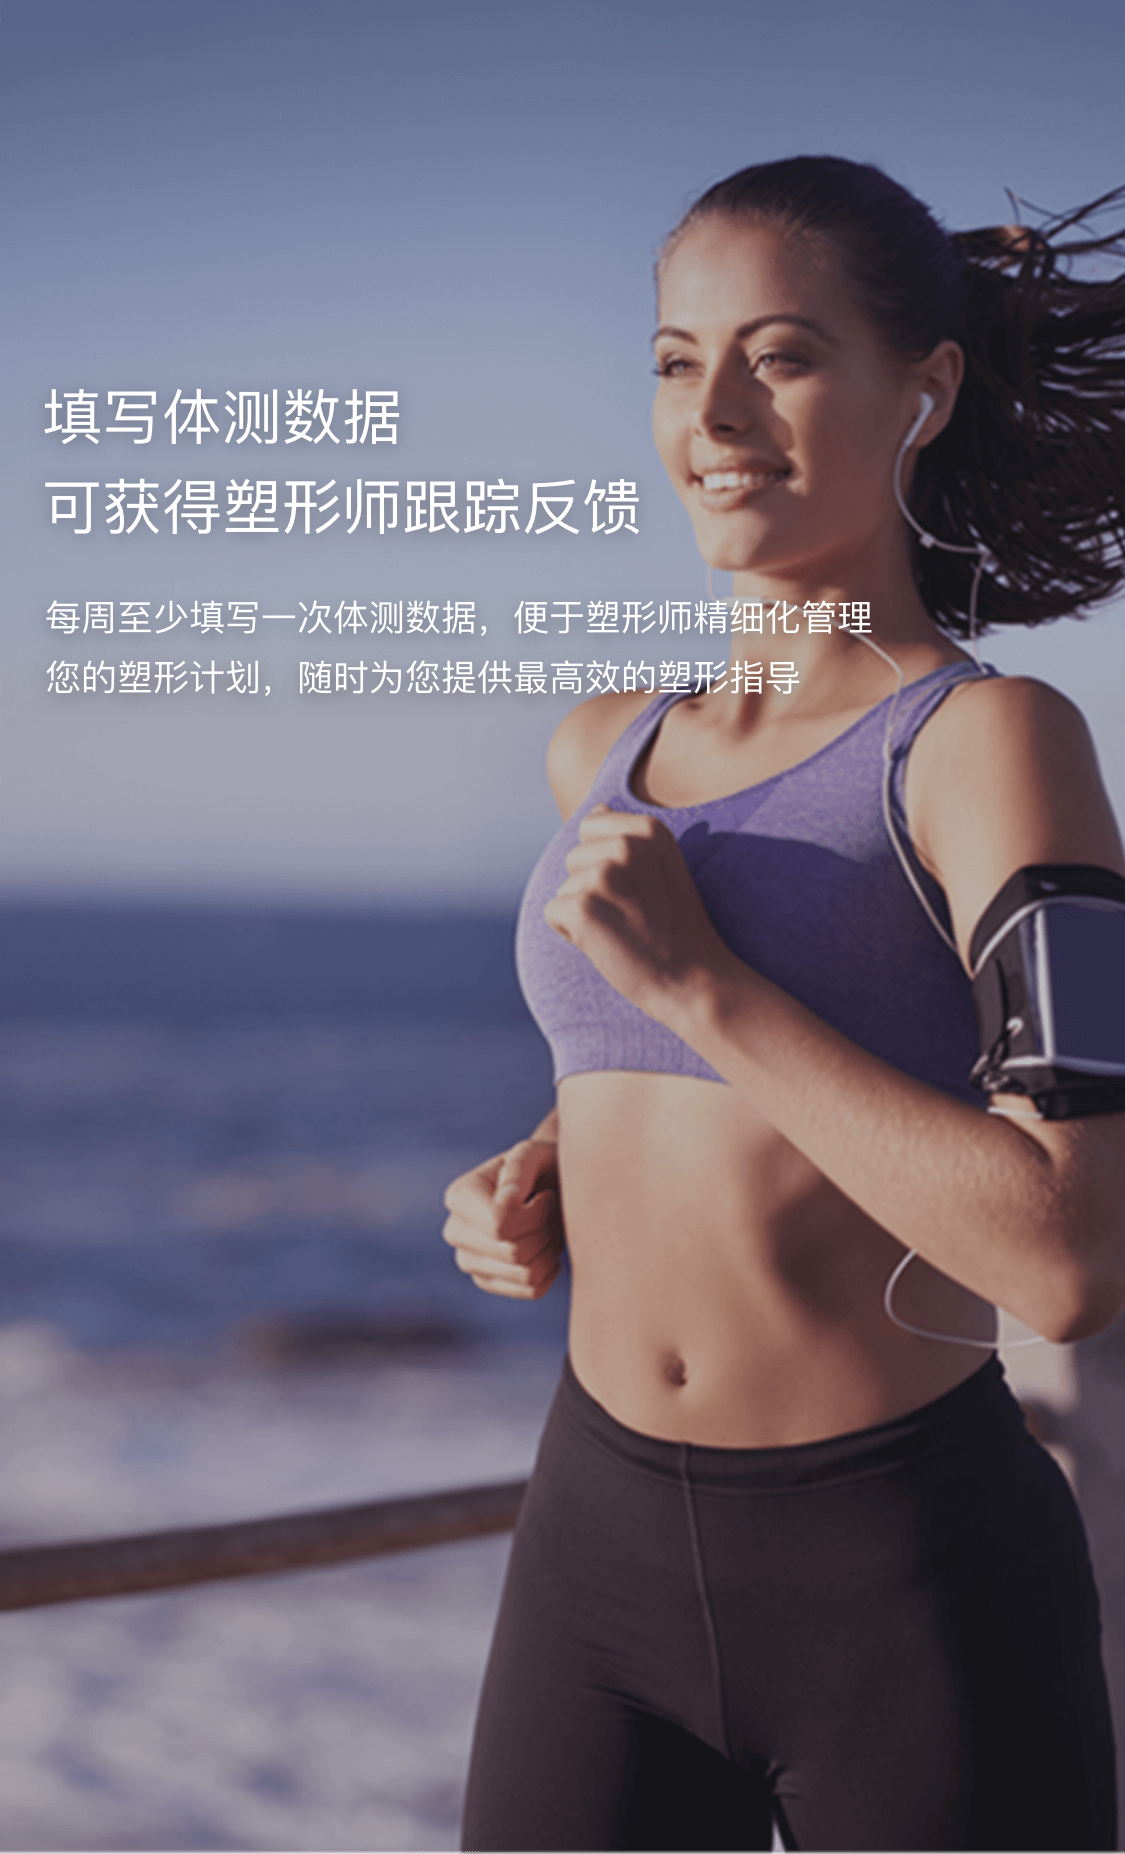 填写体测数据
可获得塑形师跟踪反馈
每周至少填写一次体测数据，便于塑形师精细化管理
您的塑形计划，随时为您提供最高效的塑形指导